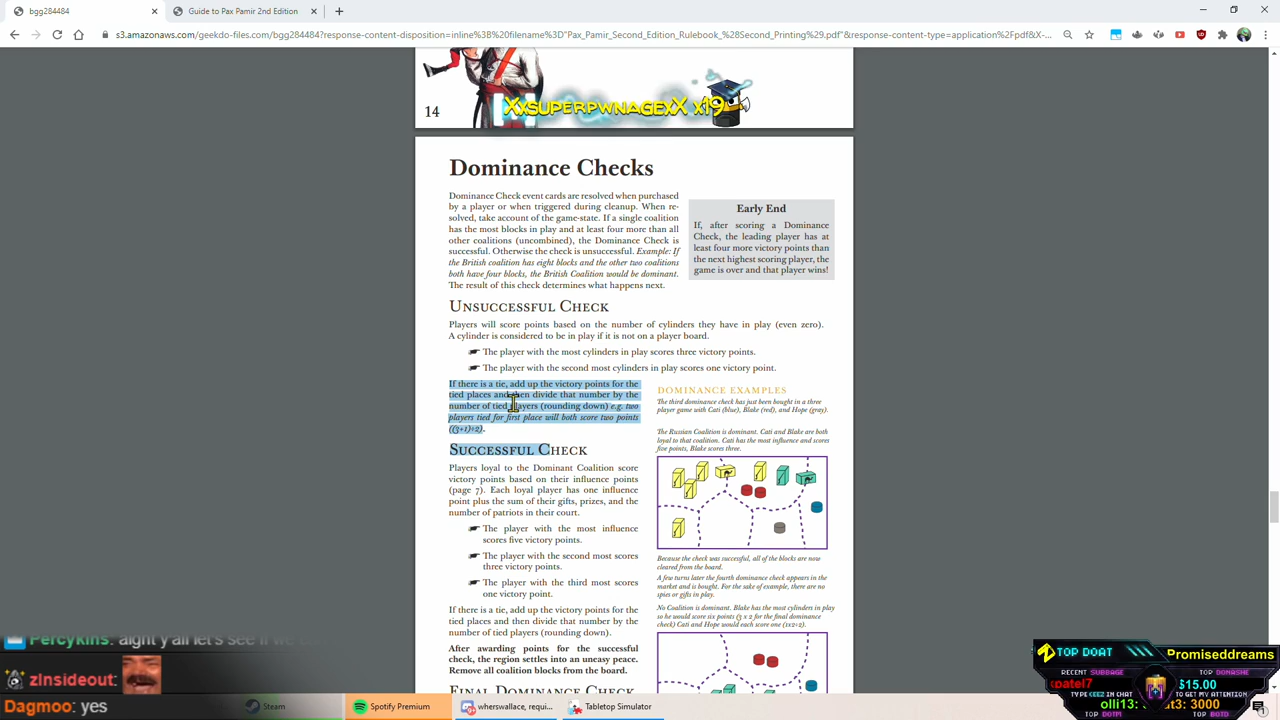 bgg284484
Guide to Pax Pamir 2nd Edition
s3.amazonaws.com/geekdo-files.com/bgg284484?response-content-disposition=inline%3B%20filename%3D"Pax_Pamir_Second_Edition_Rulebook_%28Second_Printing%29.pdf"&response-content-type=application%2Fpdf&X-...
14
XxSUPERPWNAGExX x19
Dominance Checks
Dominance Check event cards are resolved when purchased
by a player or when triggered during cleanup. When re-
solved, take account of the game-state. If a single coalition
has the most blocks in play and at least four more than all
other coalitions (uncombined), the Dominance Check is
successful. Otherwise the check is unsuccessful. Example: If
the British coalition has eight blocks and the other two coalitions
both have four blocks, the British Coalition would be dominant.
The result of this check determines what happens next.
Early End
If, after scoring a Dominance
Check, the leading player has at
least four more victory points than
the next highest scoring player, the
game is over and that player wins!
Unsuccessful Check
Players will score points based on the number of cylinders they have in play (even zero).
A cylinder is considered to be in play if it is not on a player board.
The player with the most cylinders in play scores three victory points.
The player with the second most cylinders in play scores one victory point.
If there is a tie, add up the victory points for the
tied places and then divide that number by the
number of tied players (rounding down) e.g. two
players tied for first place will both score two points
((3+1)÷2).
Successful Check
Players loyal to the Dominant Coalition score
victory points based on their influence points
(page 7). Each loyal player has one influence
point plus the sum of their gifts, prizes, and the
number of patriots in their court.
The player with the most influence
scores five victory points.
The player with the second most scores
three victory points.
The player with the third most scores
one victory point.
If there is a tie, add up the victory points for the
tied places and then divide that number by the
number of tied players (rounding down).
After awarding points for the successful
check, the region settles into an uneasy peace.
Remove all coalition blocks from the board.
Final Dominance Check
DOMINANCE EXAMPLES
The third dominance check has just been bought in a three
player game with Cati (blue), Blake (red), and Hope (gray).
The Russian Coalition is dominant. Cati and Blake are both
loyal to that coalition. Cati has the most influence and scores
five points, Blake scores three.
Because the check was successful, all of the blocks are now
cleared from the board.
A few turns later the fourth dominance check appears in the
market and is bought. For the sake of example, there are no
spies or gifts in play.
No Coalition is dominant. Blake has the most cylinders in play
so he would score six points (3 x 2 for the final dominance
check) Cati and Hope would each score one (1x2÷2).
Percykins: aight y'all let's see if we
zInsideout:
Dagmoo: yes
Steam
Spotify Premium
wherswallace, requi...
Tabletop Simulator
TOP DOAT
Promiseddreams
RECENT SUBBAGE
TOP DONASHE
patel7
$15.00
TO GET MY ATTENTION
olli13:
3000
TOP DOTM
TOP BOTD